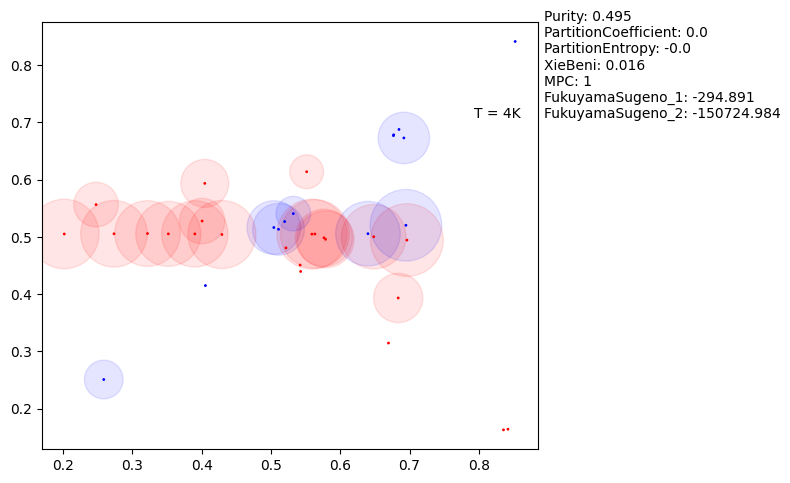 Purity: 0.495
PartitionCoefficient: 0.0
PartitionEntropy: -0.0
XieBeni: 0.016
MPC: 1
FukuyamaSugeno_1: -294.891
FukuyamaSugeno_2: -150724.984
T = 4K
0.8
0.7
0.6
0.5
0.4
0.3
0.2
0.2 0.3 0.4 0.5 0.6 0.7 0.8